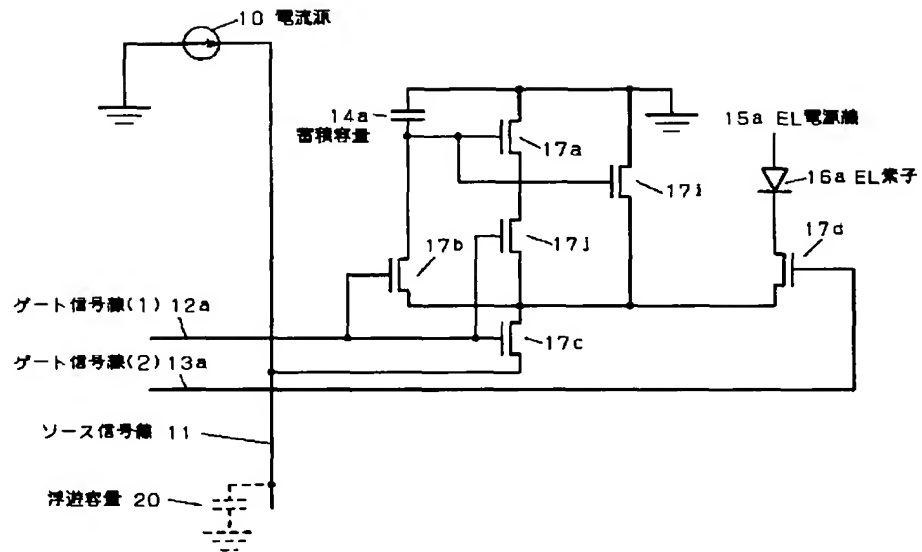 10 電流源
14a
蓄積容量
17a
17i
15a EL電源線
16a EL素子
17d
17b
17j
17c
ゲート信号線(1) 12a
ゲート信号線(2) 13a
ソース信号線 11
浮遊容量 20